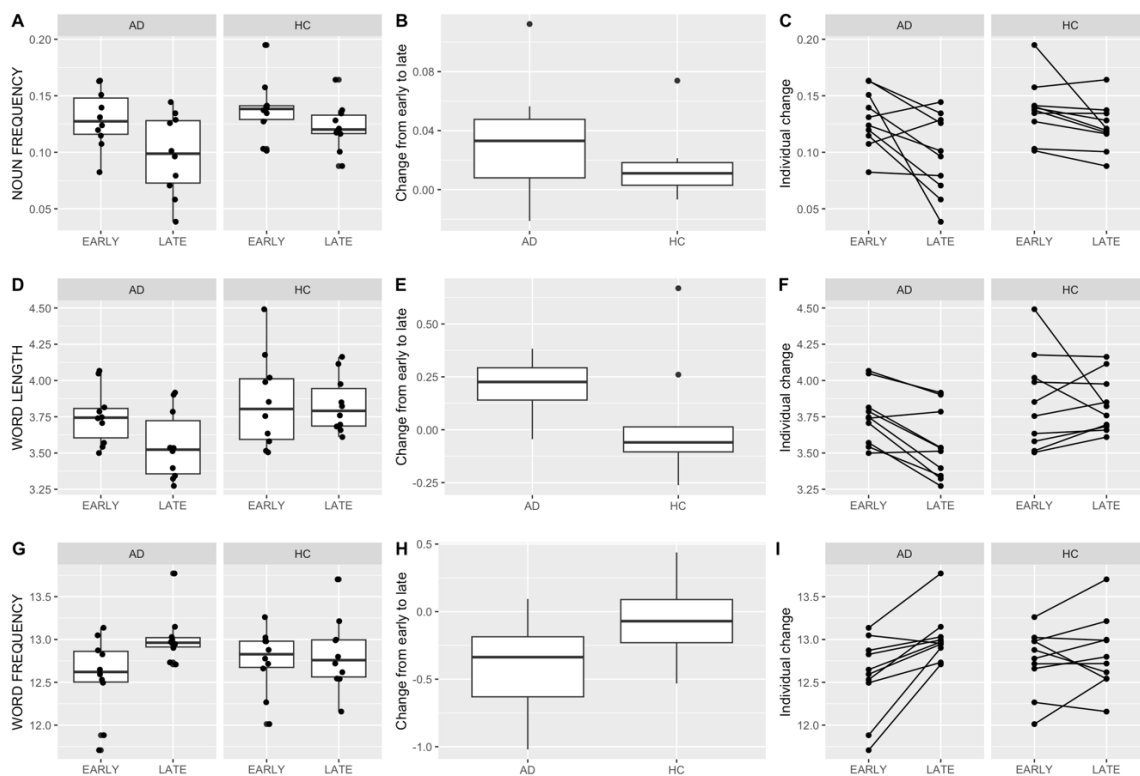 A
AD
HC
NOUN FREQUENCY
0.20
0.15
0.10
0.05
EARLY
LATE
EARLY
LATE
B
Change from early to late
0.08
0.04
0.00
AD
HC
C
AD
HC
Individual change
0.20
0.15
0.10
0.05
EARLY
LATE
EARLY
LATE
D
AD
HC
WORD LENGTH
4.50
4.25
4.00
3.75
3.50
3.25
EARLY
LATE
EARLY
LATE
E
Change from early to late
0.50
0.25
0.00
-0.25
AD
HC
F
AD
HC
Individual change
4.50
4.25
4.00
3.75
3.50
3.25
EARLY
LATE
EARLY
LATE
G
AD
HC
WORD FREQUENCY
13.5
13.0
12.5
12.0
EARLY
LATE
EARLY
LATE
H
Change from early to late
0.5
0.0
-0.5
-1.0
AD
HC
I
AD
HC
Individual change
13.5
13.0
12.5
12.0
EARLY
LATE
EARLY
LATE